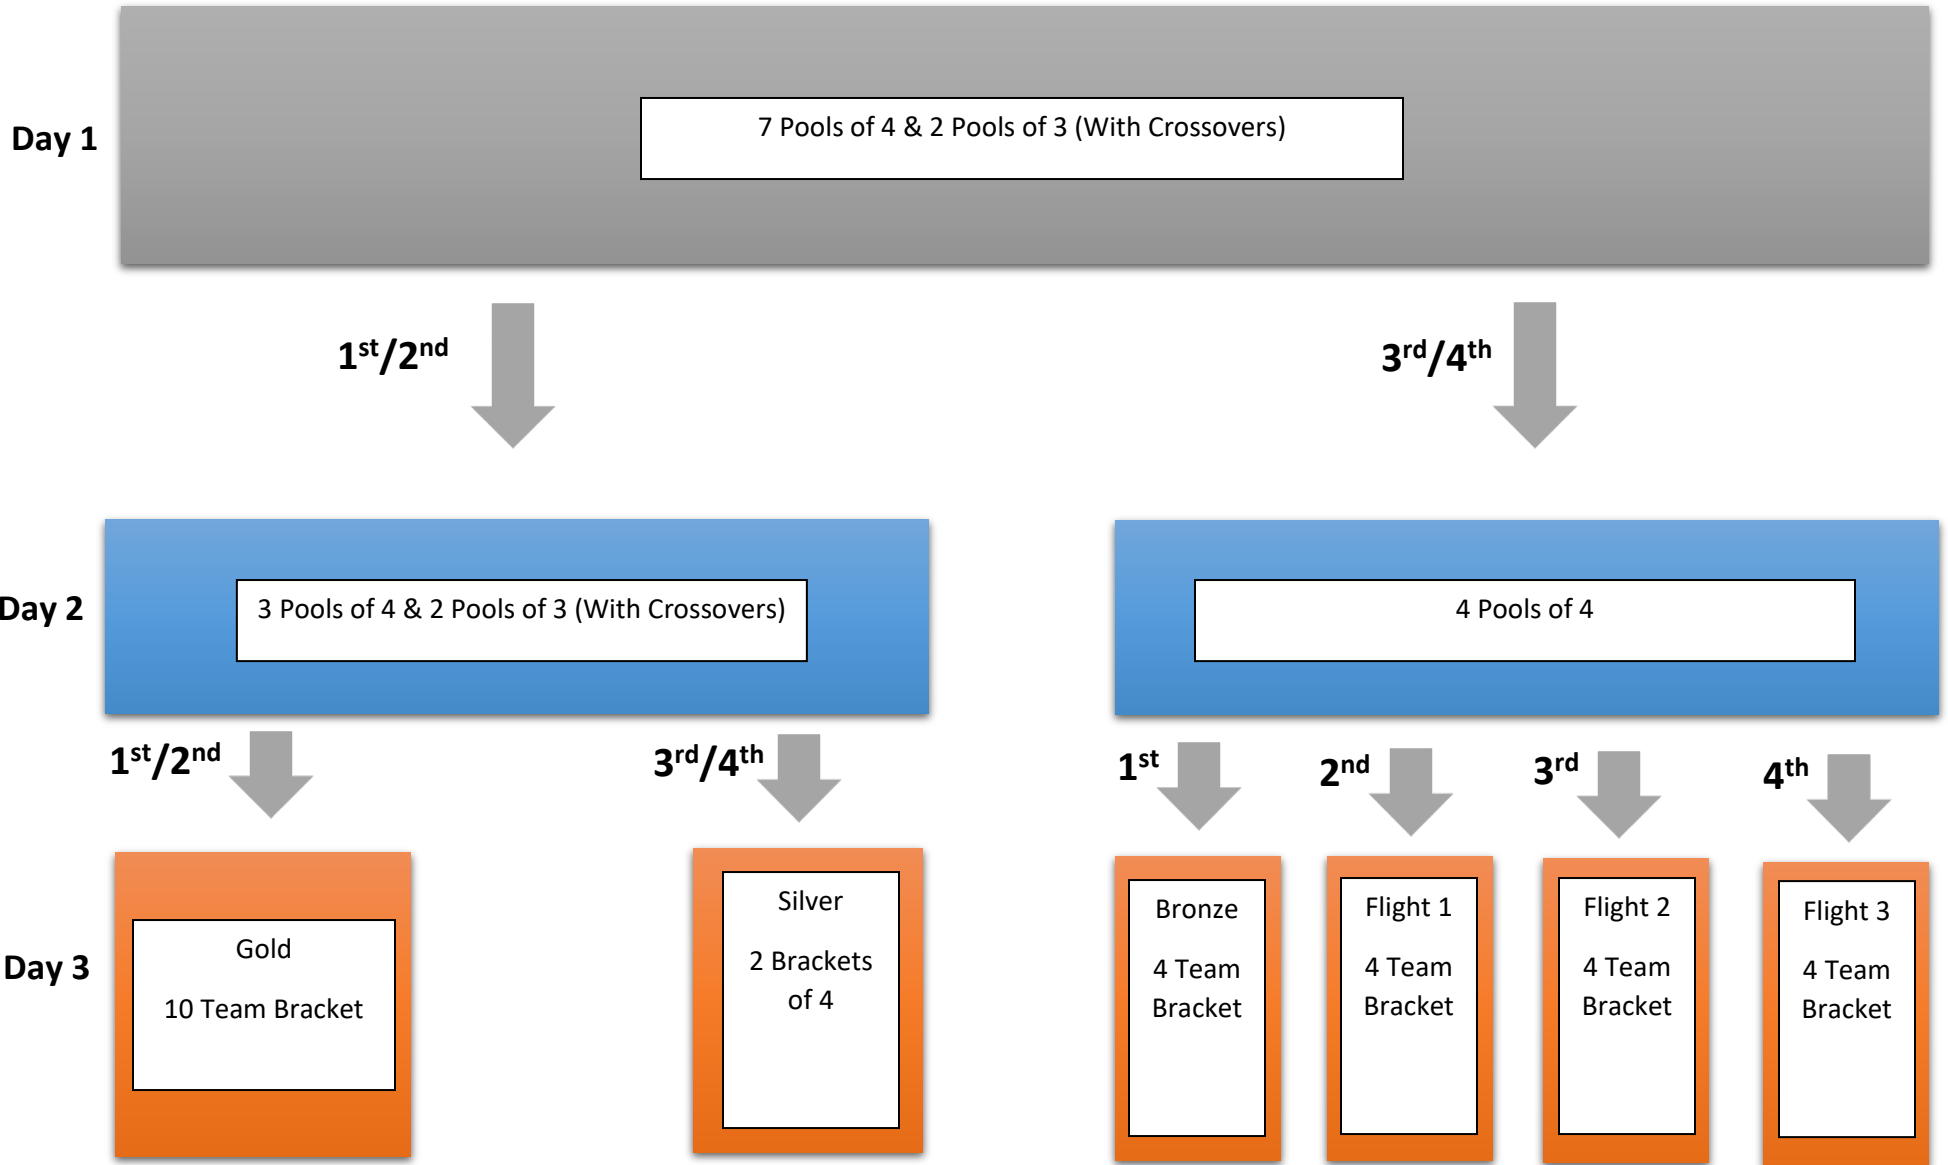 Day 1
7 Pools of 4 & 2 Pools of 3 (With Crossovers)
1st/2nd
3rd/4th
Day 2
3 Pools of 4 & 2 Pools of 3 (With Crossovers)
4 Pools of 4
1st/2nd
3rd/4th
1st
2nd
3rd
4th
Day 3
Gold
10 Team Bracket
Silver
2 Brackets
of 4
Bronze
4 Team
Bracket
Flight 1
4 Team
Bracket
Flight 2
4 Team
Bracket
Flight 3
4 Team
Bracket